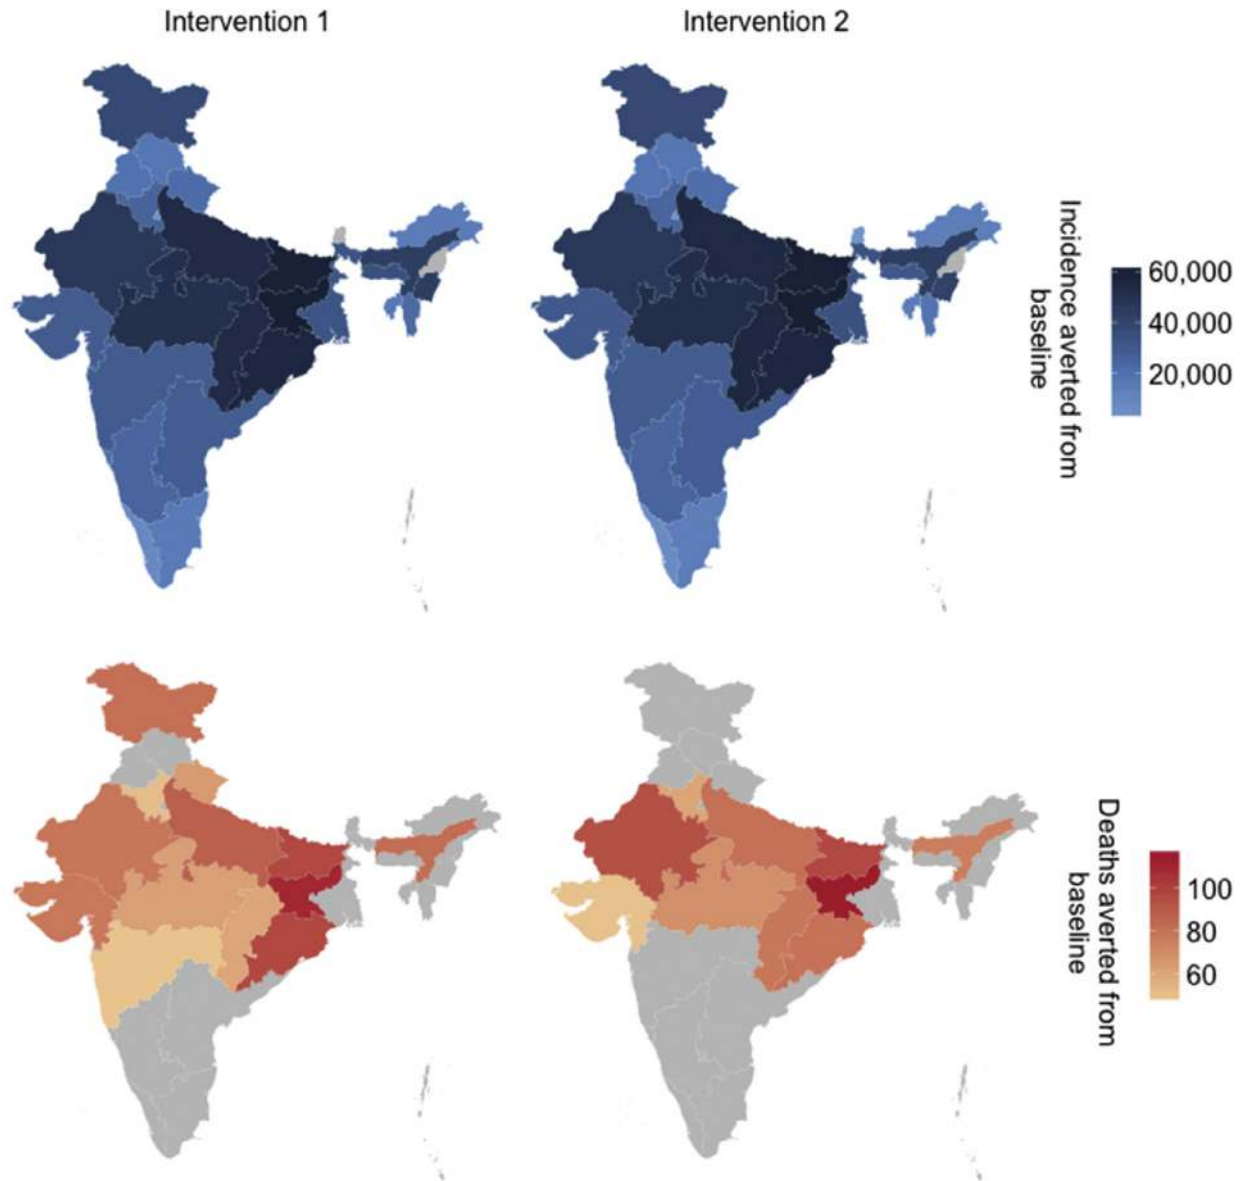 Intervention 1
Intervention 2
Incidence averted from
baseline
60,000
40,000
20,000
Deaths averted from
baseline
100
80
60